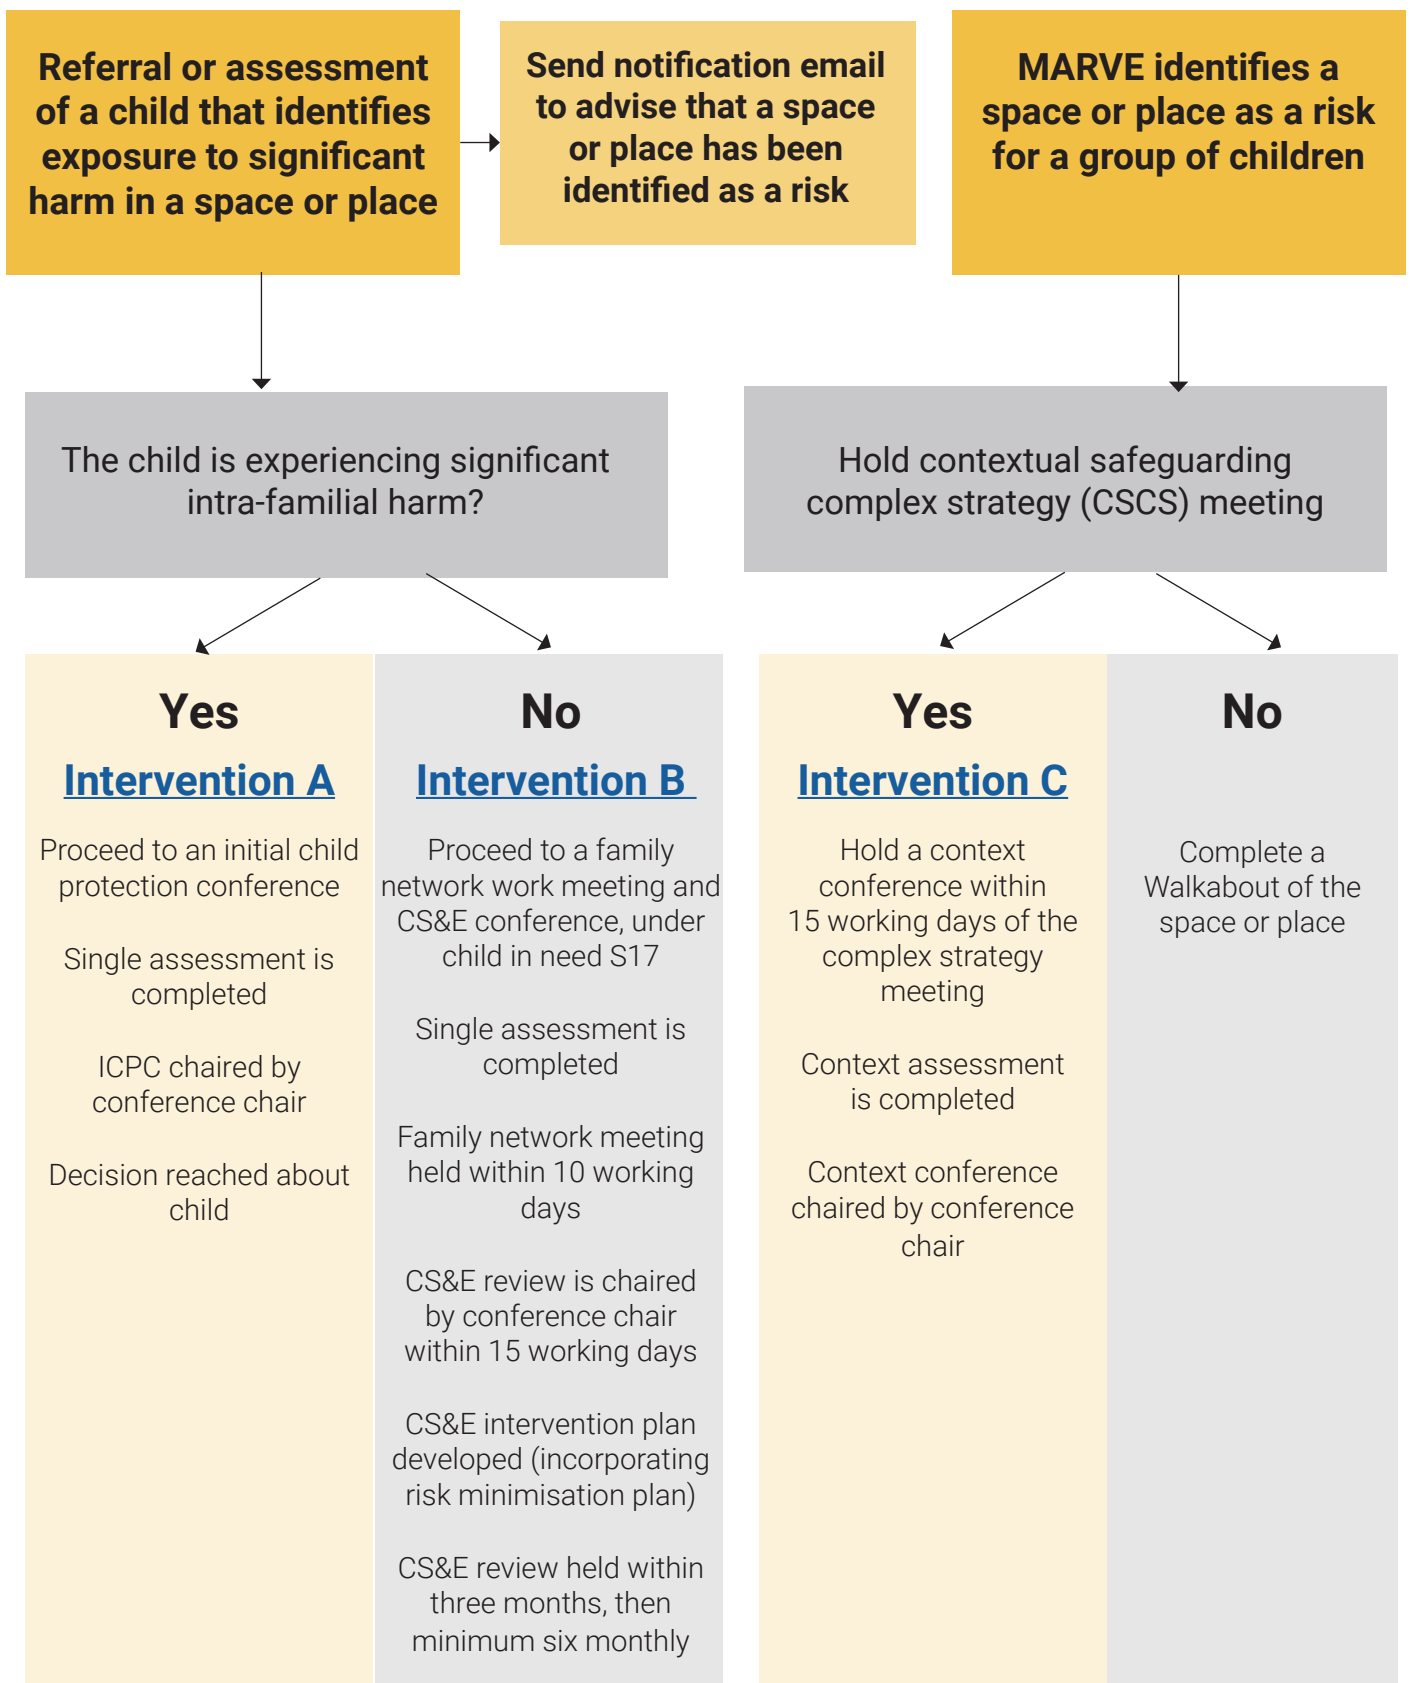 Referral or assessment
of a child that identifies
exposure to significant
harm in a space or place
Send notification email
to advise that a space
or place has been
identified as a risk
MARVE identifies a
space or place as a risk
for a group of children
The child is experiencing significant
intra-familial harm?
Hold contextual safeguarding
complex strategy (CSCS) meeting
Yes
Intervention A
Proceed to an initial child
protection conference
Single assessment is
completed
ICPC chaired by
conference chair
Decision reached about
child
No
Intervention B
Proceed to a family
network work meeting and
CS&E conference, under
child in need S17
Single assessment is
completed
Family network meeting
held within 10 working
days
CS&E review is chaired
by conference chair
within 15 working days
CS&E intervention plan
developed (incorporating
risk minimisation plan)
CS&E review held within
three months, then
minimum six monthly
Yes
Intervention C
Hold a context
conference within
15 working days of the
complex strategy
meeting
Context assessment
is completed
Context conference
chaired by conference
chair
No
Complete a
Walkabout of the
space or place